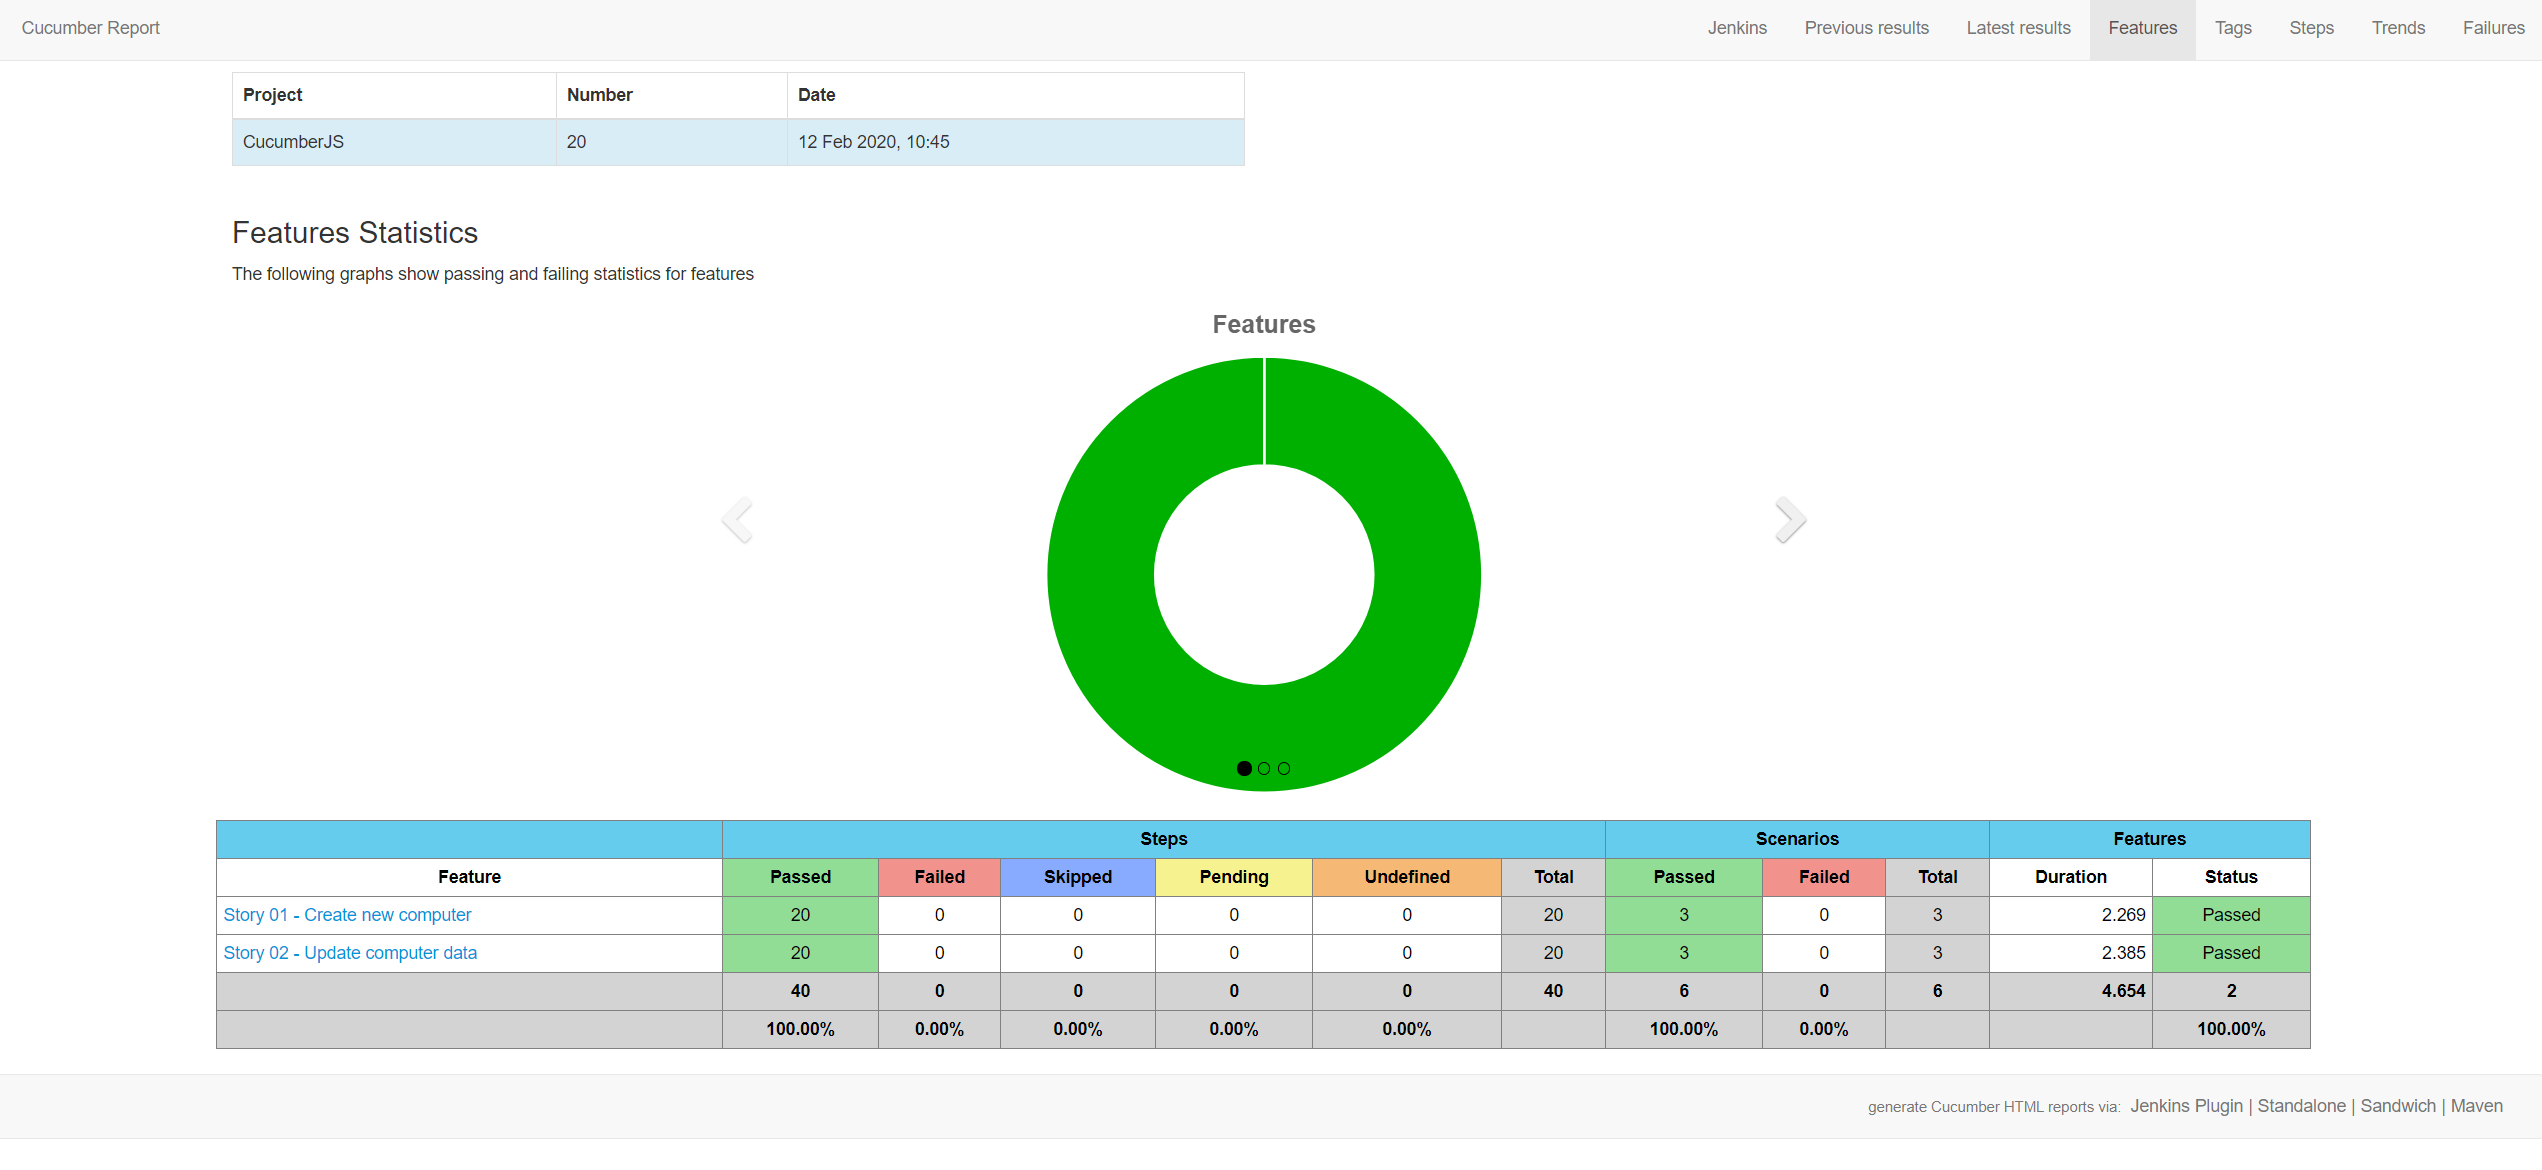 Cucumber Report Jenkins Previous results Latest results Features Tags Steps Trends Failures
Project Number Date
CucumberJS 20 12 Feb 2020, 10:45
Features Statistics
The following graphs show passing and failing statistics for features
Features
Steps Scenarios Features
Feature Passed Failed Skipped Pending Undefined Total Passed Failed Total Duration Status
Story 01 - Create new computer 20 0 0 0 0 20 3 0 3 2.269 Passed
Story 02 - Update computer data 20 0 0 0 0 20 3 0 3 2.385 Passed
40 0 0 0 0 40 6 0 6 4.654 2
100.00% 0.00% 0.00% 0.00% 0.00% 100.00% 0.00% 100.00%
generate Cucumber HTML reports via: Jenkins Plugin | Standalone | Sandwich | Maven